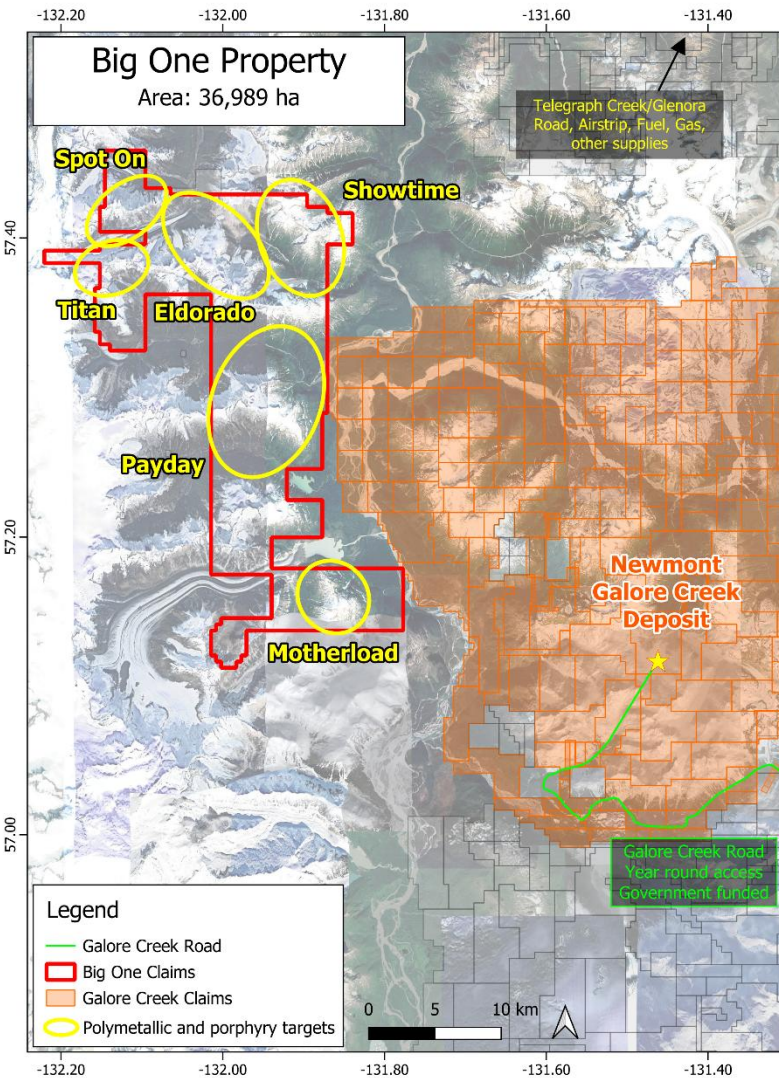 -132.20
-132.00
-131.80
-131.60
-131.40
Big One Property
Area: 36,989 ha
Telegraph Creek/Glenora
Road, Airstrip, Fuel, Gas,
other supplies
Spot On
Showtime
57.40
Titan
Eldorado
Payday
57.20
Newmont
Galore Creek
Deposit
Motherload
57.00
Galore Creek Road
Year round access
Government funded
Legend
Galore Creek Road
Big One Claims
Galore Creek Claims
Polymetallic and porphyry targets
0 5 10 km
-132.20
-132.00
-131.80
-131.60
-131.40